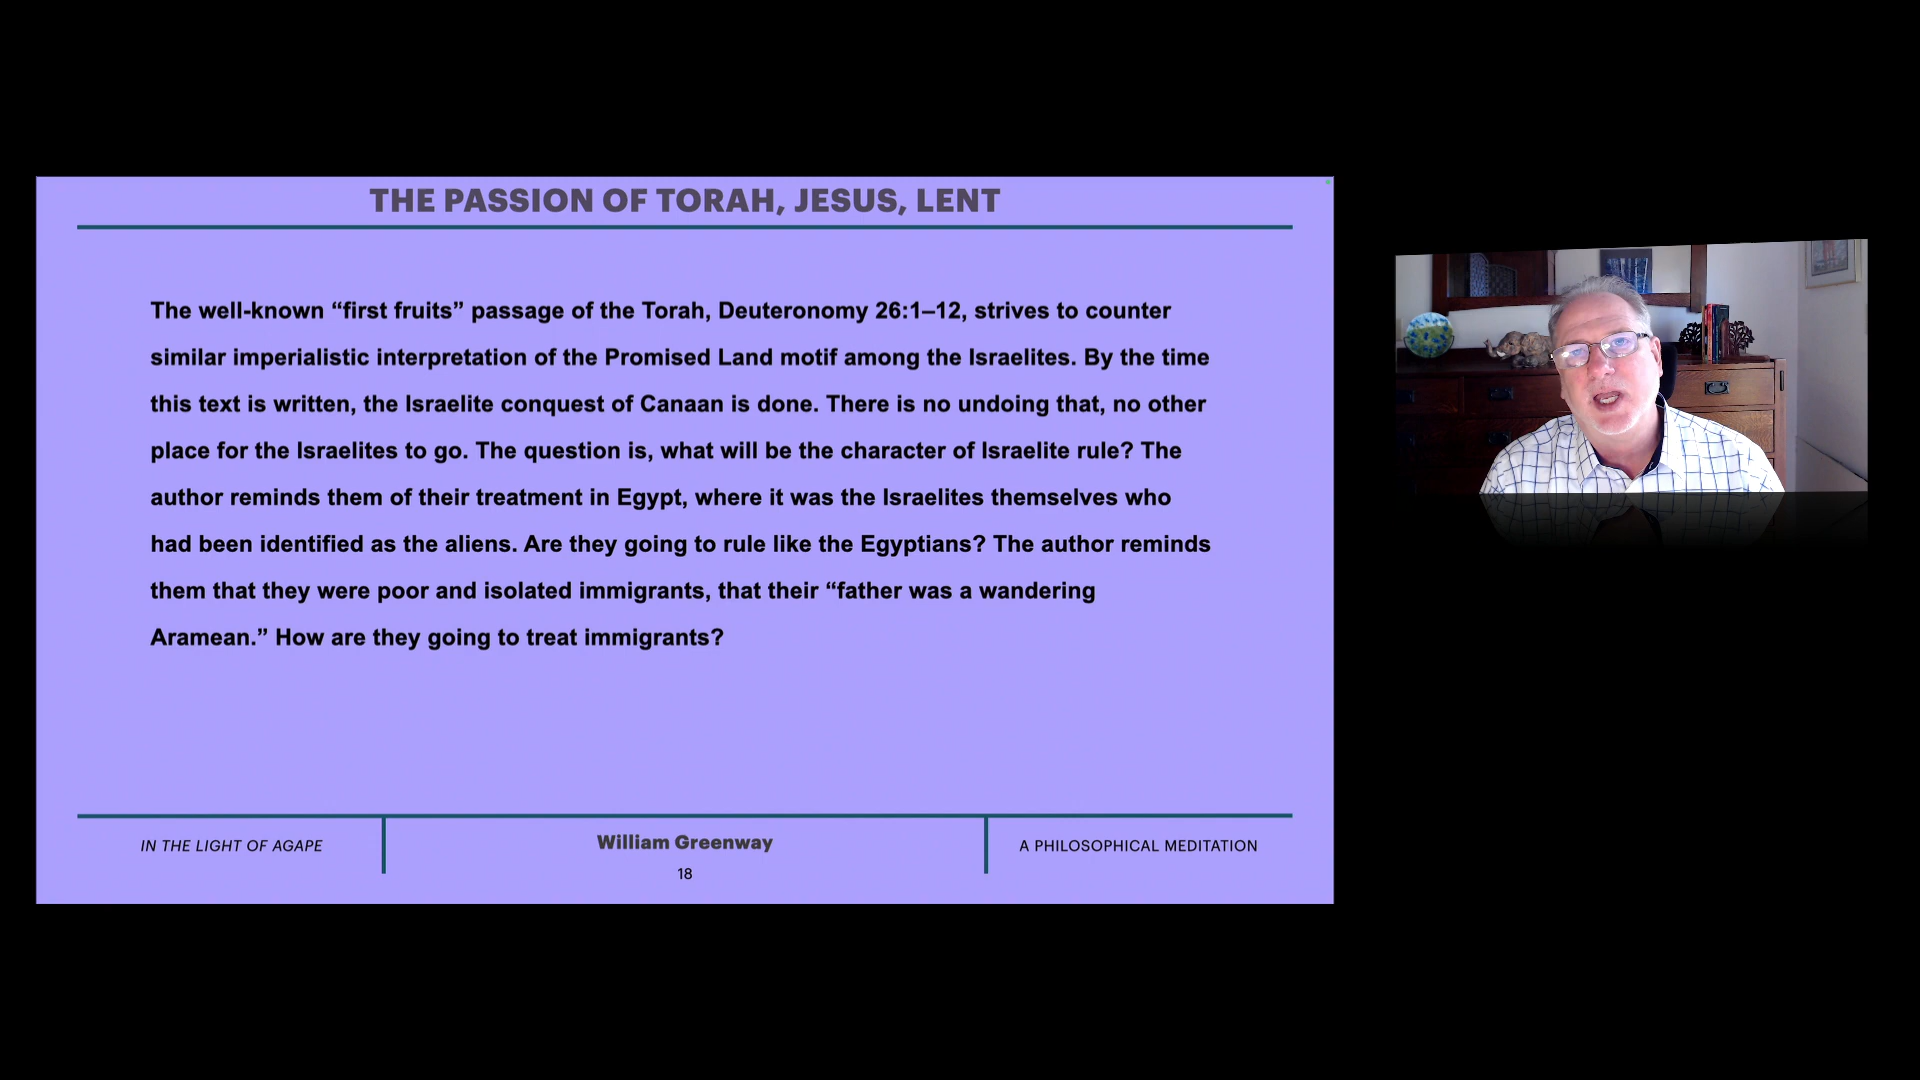 THE PASSION OF TORAH, JESUS, LENT
The well-known “first fruits” passage of the Torah, Deuteronomy 26:1–12, strives to counter
similar imperialistic interpretation of the Promised Land motif among the Israelites. By the time
this text is written, the Israelite conquest of Canaan is done. There is no undoing that, no other
place for the Israelites to go. The question is, what will be the character of Israelite rule? The
author reminds them of their treatment in Egypt, where it was the Israelites themselves who
had been identified as the aliens. Are they going to rule like the Egyptians? The author reminds
them that they were poor and isolated immigrants, that their “father was a wandering
Aramean.” How are they going to treat immigrants?
IN THE LIGHT OF AGAPE
William Greenway
18
A PHILOSOPHICAL MEDITATION